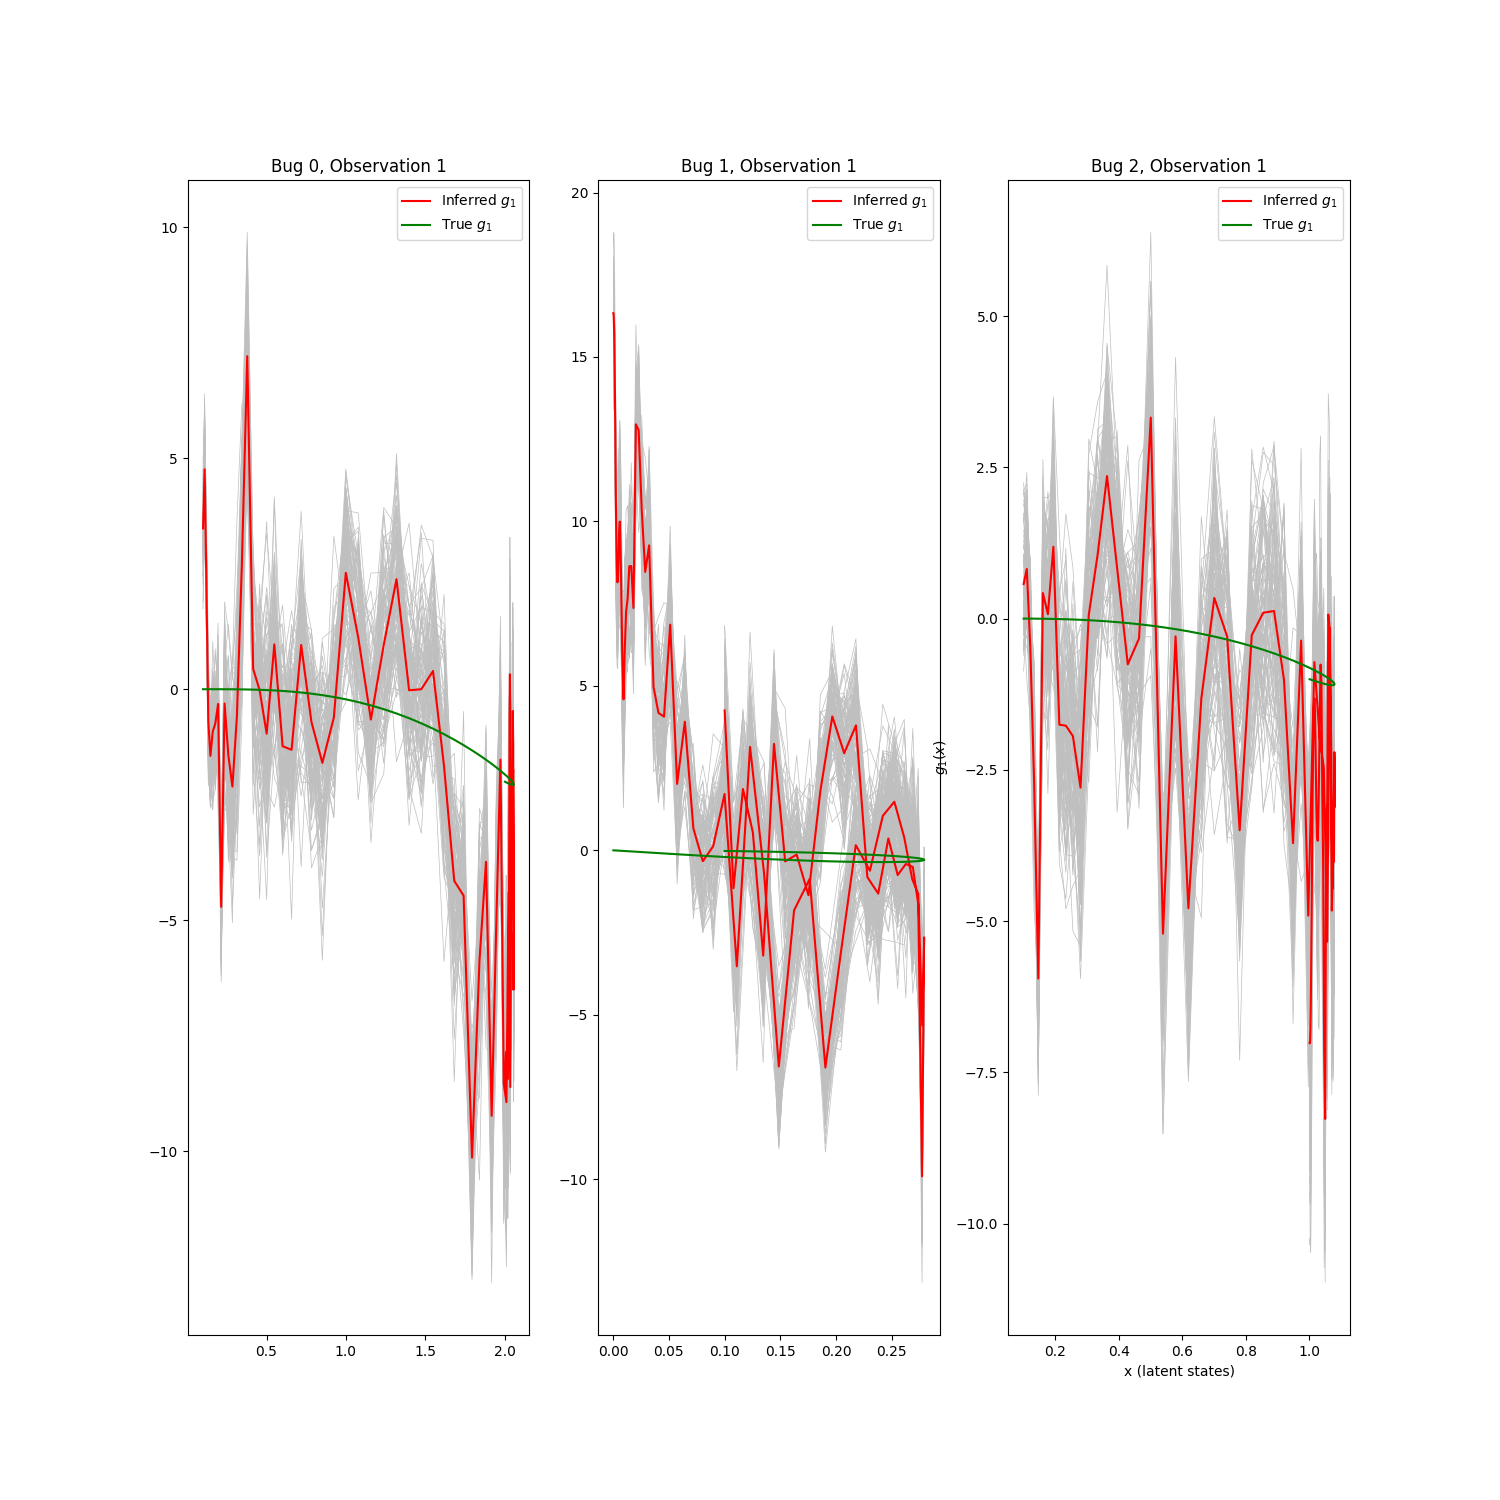 Bug 0, Observation 1
Inferred g₁
True g₁
10
5
0
−5
−10
0.5 1.0 1.5 2.0
Bug 1, Observation 1
Inferred g₁
True g₁
20
15
10
5
0
−5
−10
0.00 0.05 0.10 0.15 0.20 0.25
Bug 2, Observation 1
Inferred g₁
True g₁
g₁(x)
5.0
2.5
0.0
−2.5
−5.0
−7.5
−10.0
0.2 0.4 0.6 0.8 1.0
x (latent states)